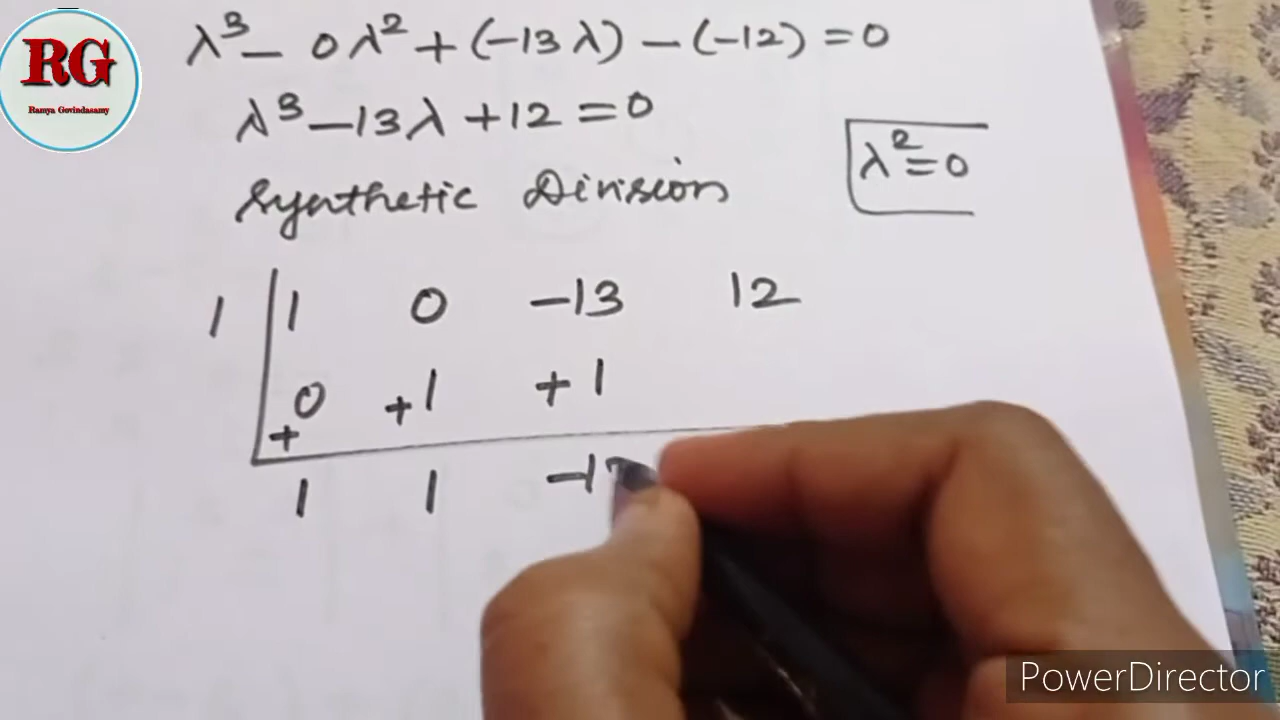 RG
Ramya Govindasamy
λ³ – 0λ² + (–13λ) – (–12) = 0
λ³ – 13λ + 12 = 0
Synthetic Division
λ² = 0
1 | 1 0 –13 12
0 +1 +1
+
1 1
PowerDirector